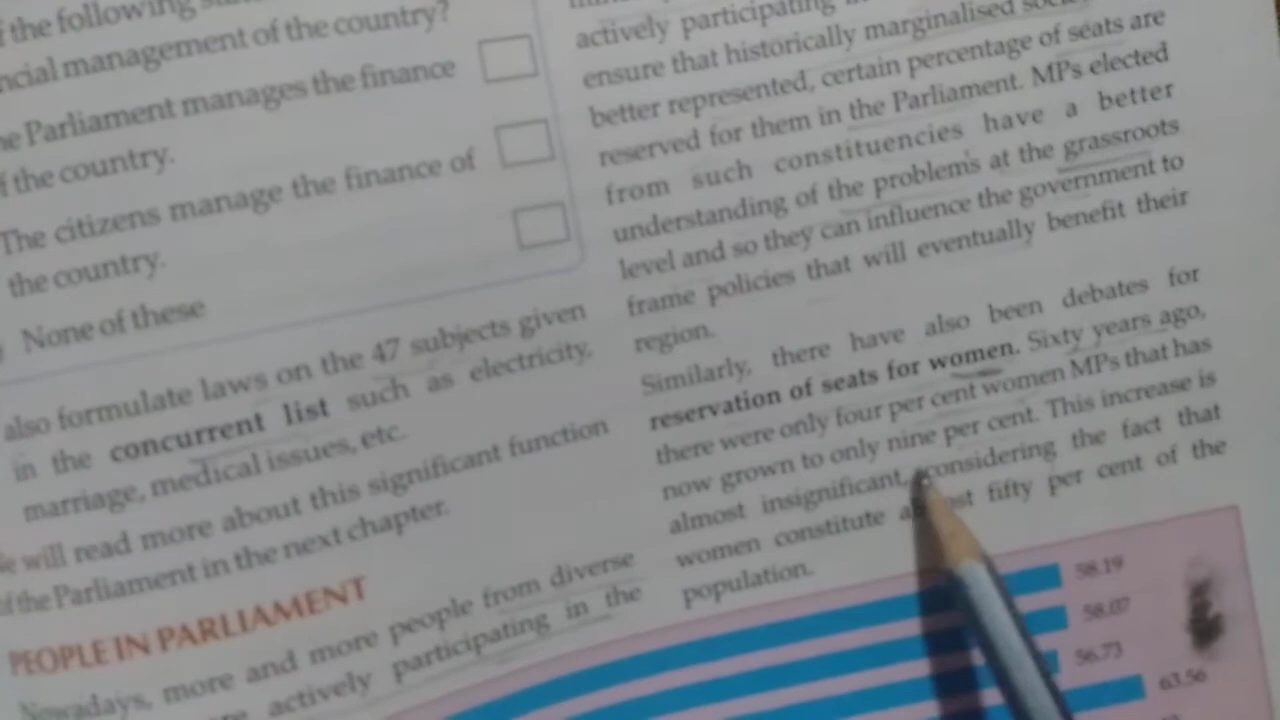 the following
ncial management of the country?
Parliament manages the finance
the country.
The citizens manage the finance of
the country.
None of these
also formulate laws on the 47 subjects given
in the concurrent list such as electricity,
marriage, medical issues, etc.
will read more about this significant function
the Parliament in the next chapter.
PEOPLE IN PARLIAMENT
Nowadays, more and more people from diverse
actively participating in the
actively participating
ensure that historically marginalised
better represented, certain percentage of seats are
reserved for them in the Parliament. MPs elected
from such constituencies have a better
understanding of the problems at the grassroots
level and so they can influence the government to
frame policies that will eventually benefit their
region.
Similarly, there have also been debates for
reservation of seats for women. Sixty years ago,
there were only four per cent women MPs that has
now grown to only nine per cent. This increase is
almost insignificant, considering the fact that
women constitute fifty per cent of the
population.
58.19
58.07
56.73
63.56